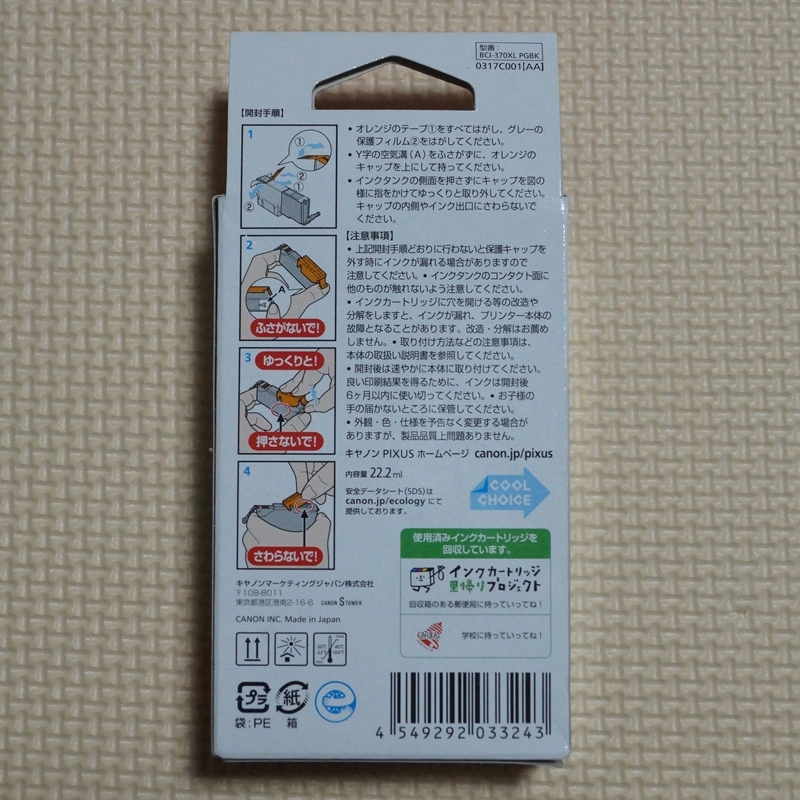 型番:
BCI-370XL PGBK
0317C001[AA]
【開封手順】
1
① ② ① ②
• オレンジのテープ①をすべてはがし、グレーの
保護フィルム②をはがしてください。
• Y字の空気溝(A)をふさがずに、オレンジの
キャップを上にして持ってください。
• インクタンクの側面を押さずにキャップを図の
様に指をかけてゆっくりと取り外してください。
キャップの内側やインク出口にさわらないで
ください。
2
A
ふさがないで!
3
ゆっくりと!
押さないで!
4
さわらないで!
【注意事項】
• 上記開封手順どおりに行わないと保護キャップを
外す時にインクが漏れる場合がありますので
注意してください。• インクタンクのコンタクト面に
他のものが触れないよう注意してください。
• インクカートリッジに穴を開ける等の改造や
分解をしますと、インクが漏れ、プリンター本体の
故障となることがあります。改造・分解はお薦め
しません。• 取り付け方法などの注意事項は、
本体の取扱い説明書を参照してください。
• 開封後は速やかに本体に取り付けてください。
良い印刷結果を得るために、インクは開封後
6ヶ月以内に使い切ってください。• お子様の
手の届かないところに保管してください。
• 外観・色・仕様を予告なく変更する場合が
ありますが、製品品質上問題ありません。
キヤノン PIXUS ホームページ canon.jp/pixus
内容量 22.2ml
安全データシート(SDS)は
canon.jp/ecology にて
提供しております。
COOL
CHOICE
使用済みインクカートリッジを
回収しています。
インクカートリッジ
里帰りプロジェクト
回収箱のある郵便局に持っていってね!
学校に持っていってね!
キヤノンマーケティングジャパン株式会社
〒108-8011
東京都港区港南2-16-6 CANON S TOWER
CANON INC. Made in Japan
プラ
袋:PE
紙
箱
4 549292 033243